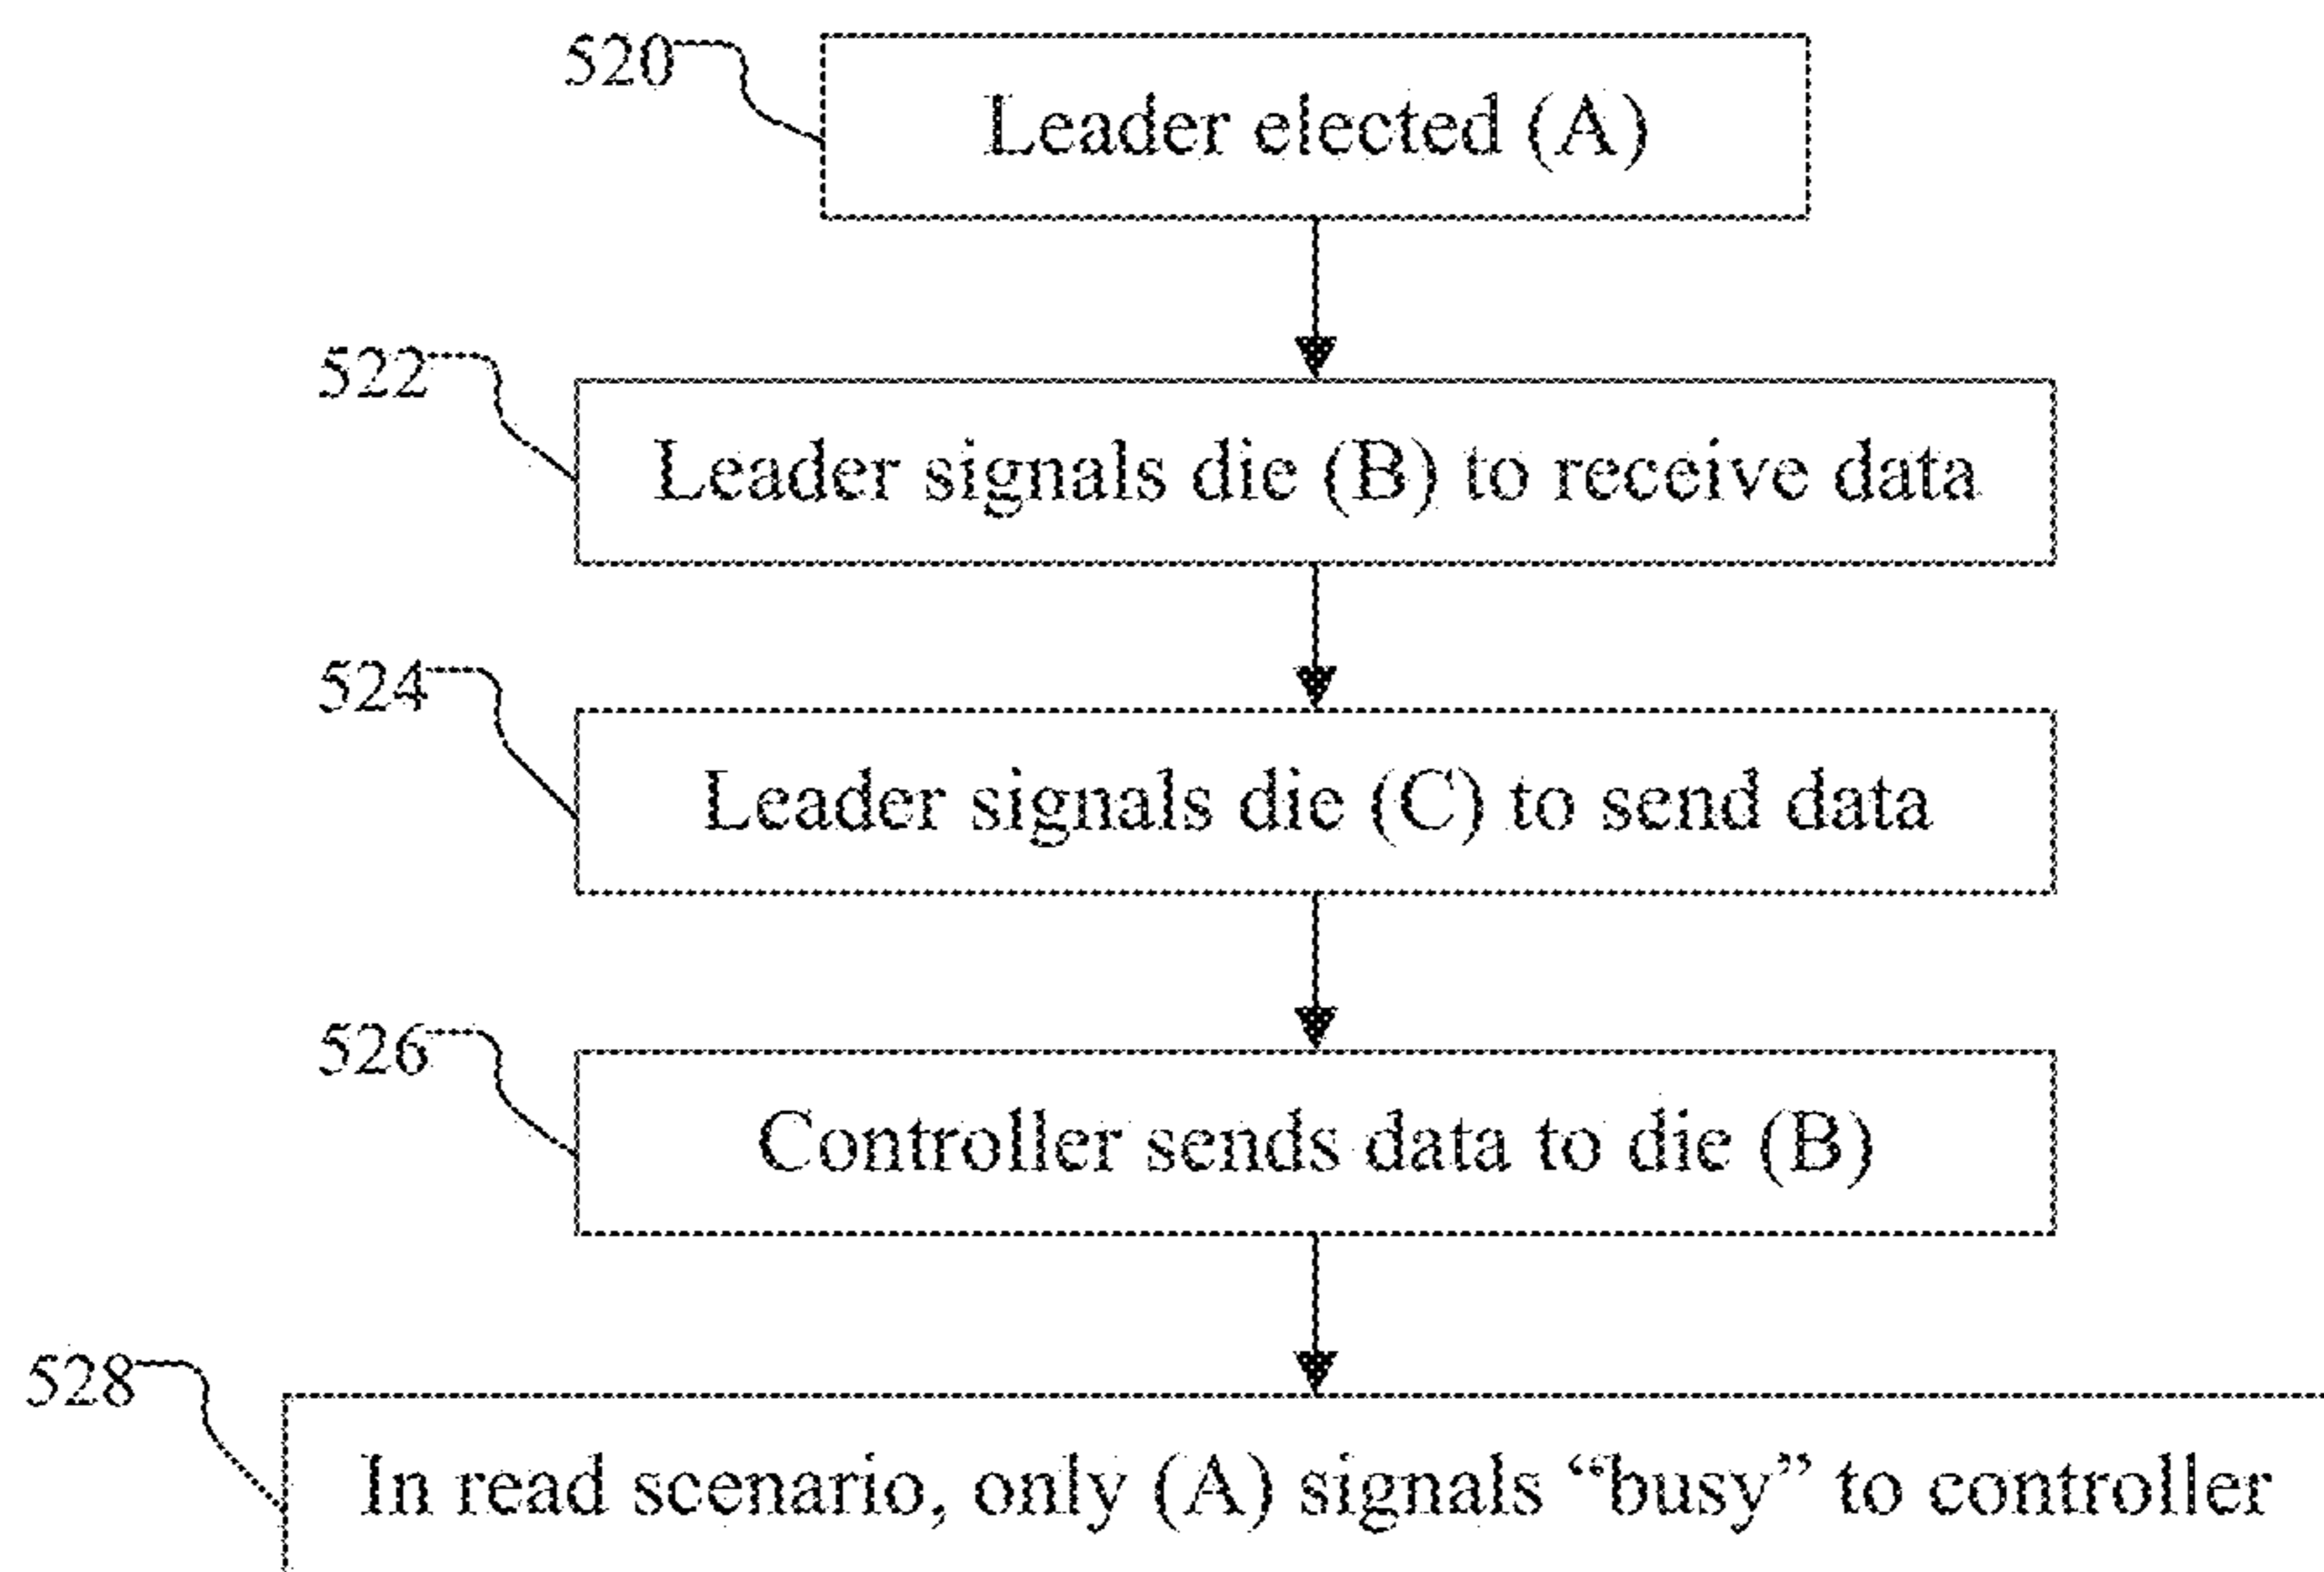 520
Leader elected (A)
522
Leader signals die (B) to receive data
524
Leader signals die (C) to send data
526
Controller sends data to die (B)
528
In read scenario, only (A) signals “busy” to controller